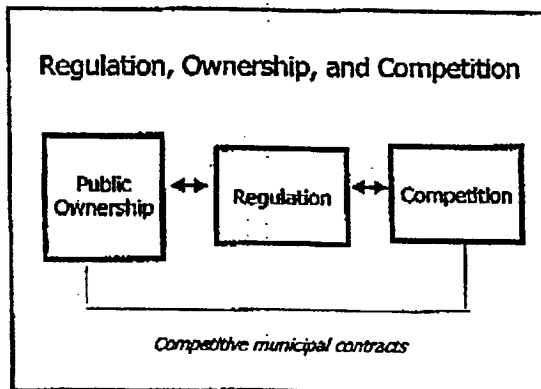 Regulation, Ownership, and Competition
Public
Ownership
Regulation
Competition
Competitive municipal contracts